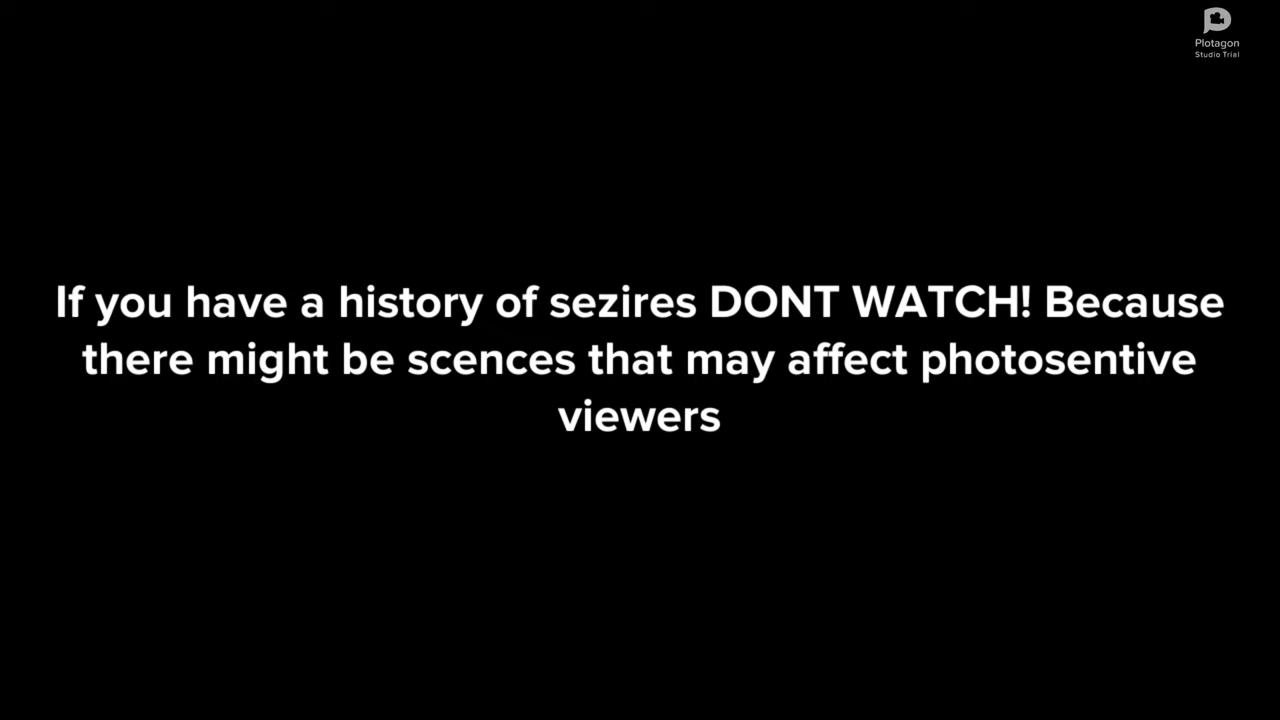 Plotagon
Studio Trial
If you have a history of sezires DONT WATCH! Because
there might be scences that may affect photosentive
viewers